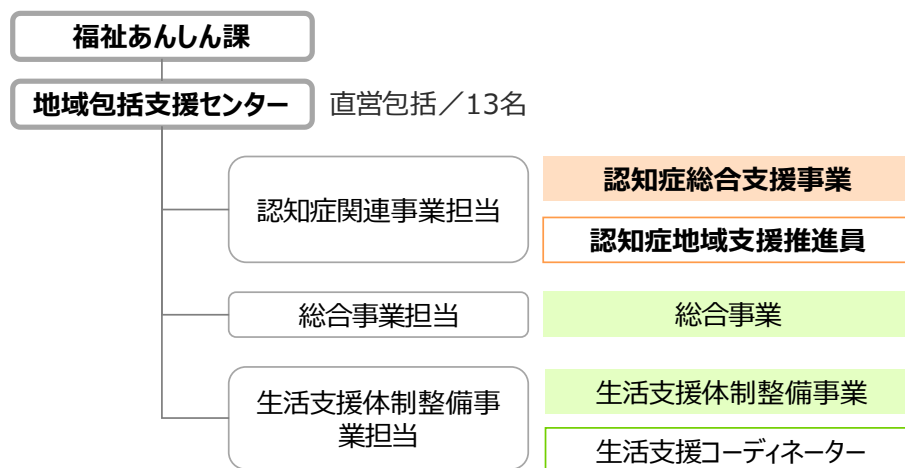 福祉あんしん課
地域包括支援センター
直営包括／13名
認知症関連事業担当
認知症総合支援事業
認知症地域支援推進員
総合事業担当
総合事業
生活支援体制整備事
業担当
生活支援体制整備事業
生活支援コーディネーター